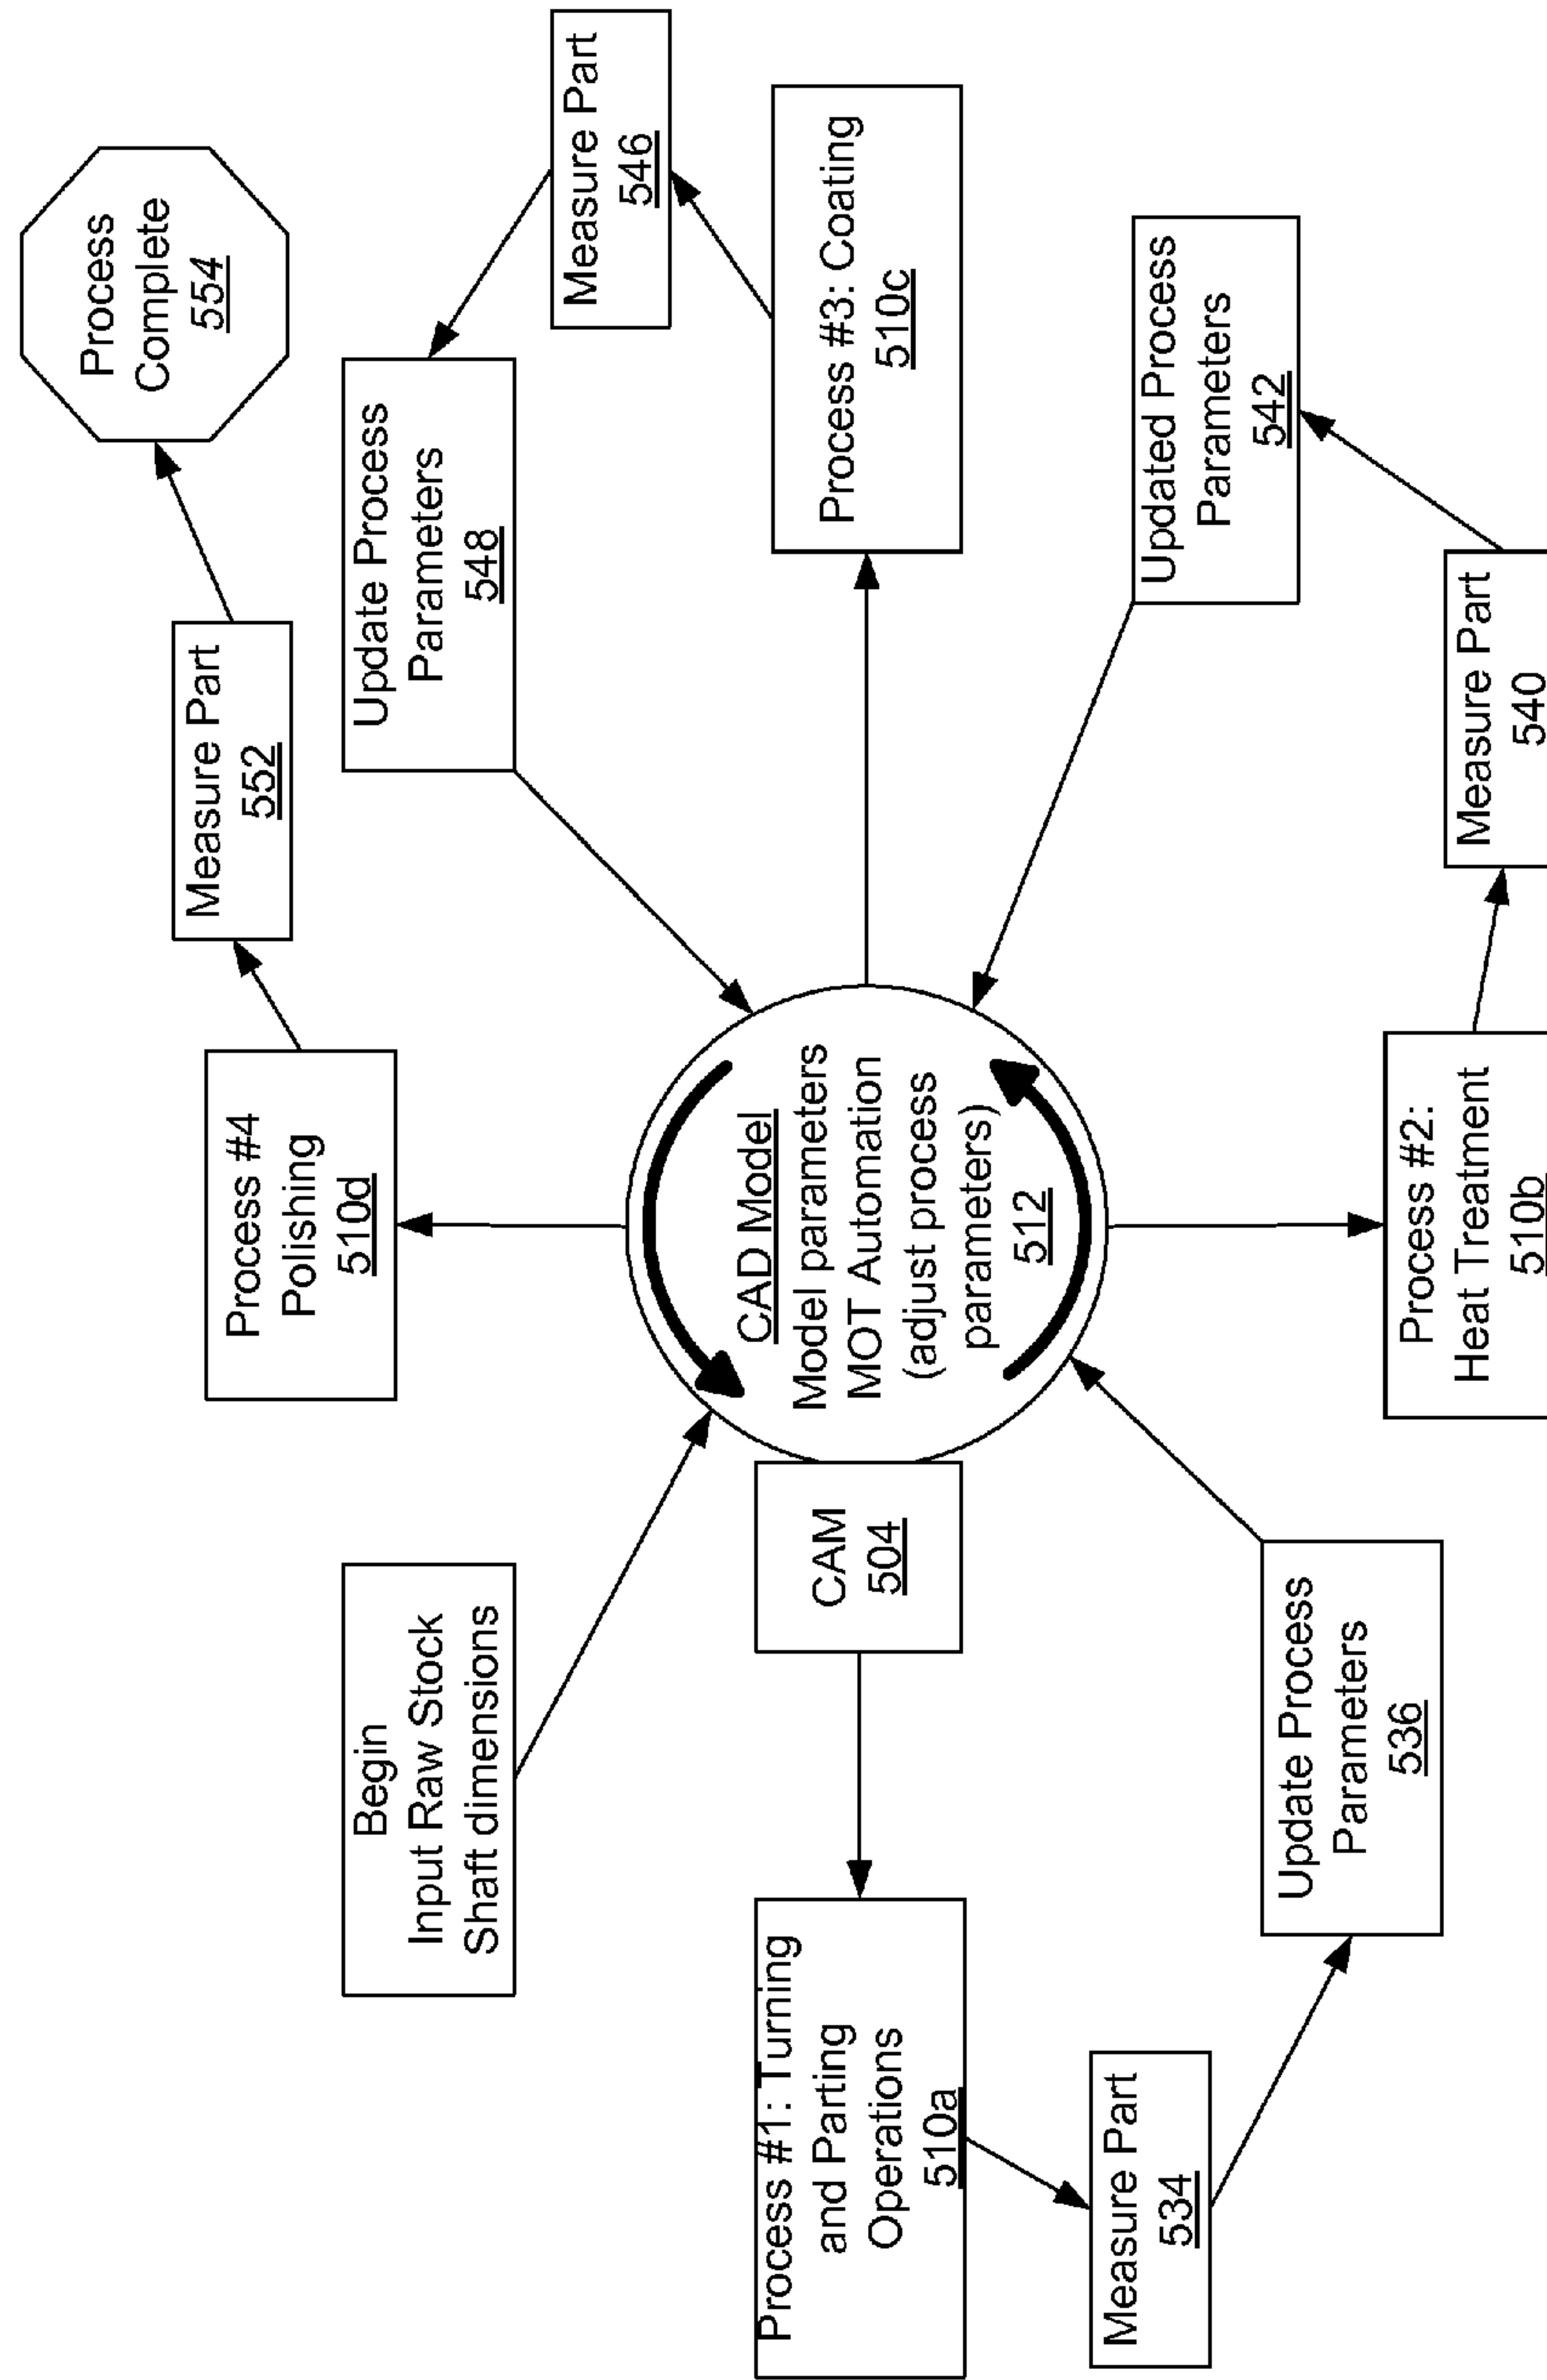 Begin
Input Raw Stock
Shaft dimensions
Process #4
Polishing
510d
Measure Part
552
Process
Complete
554
Update Process
Parameters
548
Measure Part
546
Process #1: Turning
and Parting
Operations
510a
CAM
504
CAD Model
Model parameters
MOT Automation
(adjust process
parameters)
512
Process #3: Coating
510c
Measure Part
534
Update Process
Parameters
536
Process #2:
Heat Treatment
510b
Measure Part
540
Updated Process
Parameters
542